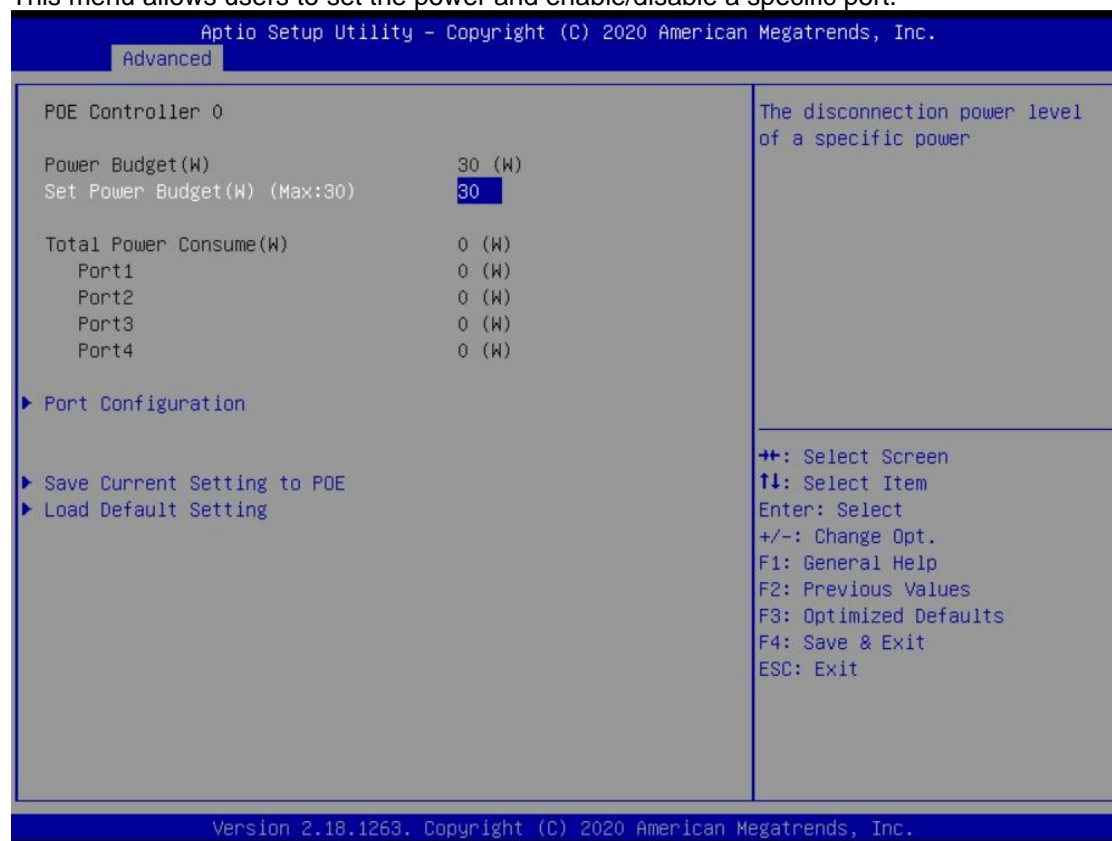 This menu allows users to set the power and enable/disable a specific port.
Aptio Setup Utility – Copyright (C) 2020 American Megatrends, Inc.
Advanced
POE Controller 0
Power Budget(W) 30 (W)
Set Power Budget(W) (Max:30) 30
Total Power Consume(W) 0 (W)
Port1 0 (W)
Port2 0 (W)
Port3 0 (W)
Port4 0 (W)
Port Configuration
Save Current Setting to POE
Load Default Setting
The disconnection power level
of a specific power
→←: Select Screen
↑↓: Select Item
Enter: Select
+/-: Change Opt.
F1: General Help
F2: Previous Values
F3: Optimized Defaults
F4: Save & Exit
ESC: Exit
Version 2.18.1263. Copyright (C) 2020 American Megatrends, Inc.